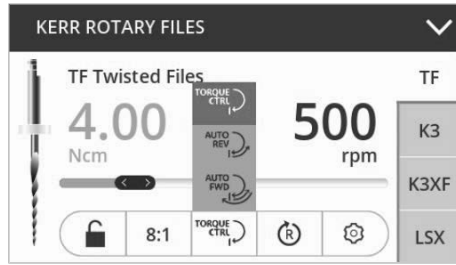 KERR ROTARY FILES
TF Twisted Files
TF
TORQUE
CTRL
4.00
500
Ncm
rpm
K3
AUTO
REV
K3XF
AUTO
FWD
8:1
TORQUE
CTRL
R
LSX